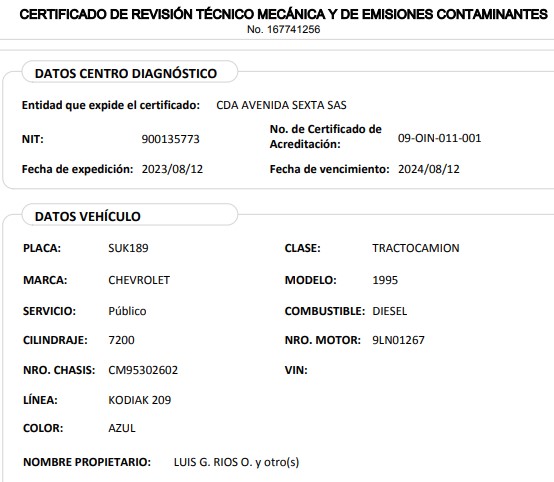 CERTIFICADO DE REVISIÓN TÉCNICO MECÁNICA Y DE EMISIONES CONTAMINANTES
No. 167741256
DATOS CENTRO DIAGNÓSTICO
Entidad que expide el certificado: CDA AVENIDA SEXTA SAS
NIT: 900135773 No. de Certificado de Acreditación: 09-OIN-011-001
Fecha de expedición: 2023/08/12 Fecha de vencimiento: 2024/08/12
DATOS VEHÍCULO
PLACA: SUK189 CLASE: TRACTOCAMION
MARCA: CHEVROLET MODELO: 1995
SERVICIO: Público COMBUSTIBLE: DIESEL
CILINDRAJE: 7200 NRO. MOTOR: 9LN01267
NRO. CHASIS: CM95302602 VIN:
LÍNEA: KODIAK 209
COLOR: AZUL
NOMBRE PROPIETARIO: LUIS G. RIOS O. y otro(s)